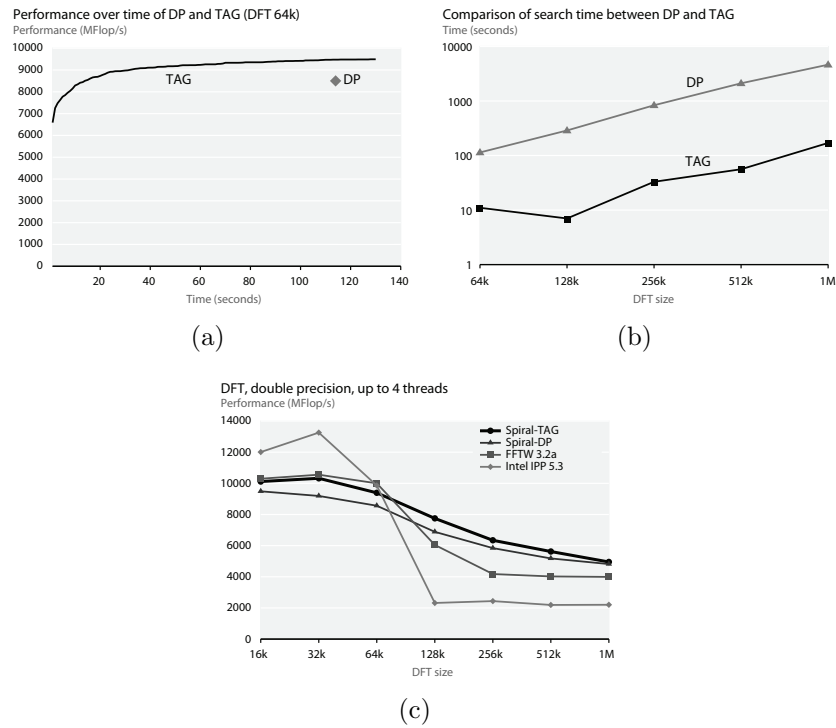 Performance over time of DP and TAG (DFT 64k)
Performance (MFlop/s)
10000
9000
8000
7000
6000
5000
4000
3000
2000
1000
0
TAG
DP
20
40
60
80
100
120
140
Time (seconds)
(a)
Comparison of search time between DP and TAG
Time (seconds)
10000
1000
100
10
1
DP
TAG
64k
128k
256k
512k
1M
DFT size
(b)
DFT, double precision, up to 4 threads
Performance (MFlop/s)
14000
12000
10000
8000
6000
4000
2000
0
Spiral-TAG
Spiral-DP
FFTW 3.2a
Intel IPP 5.3
16k
32k
64k
128k
256k
512k
1M
DFT size
(c)